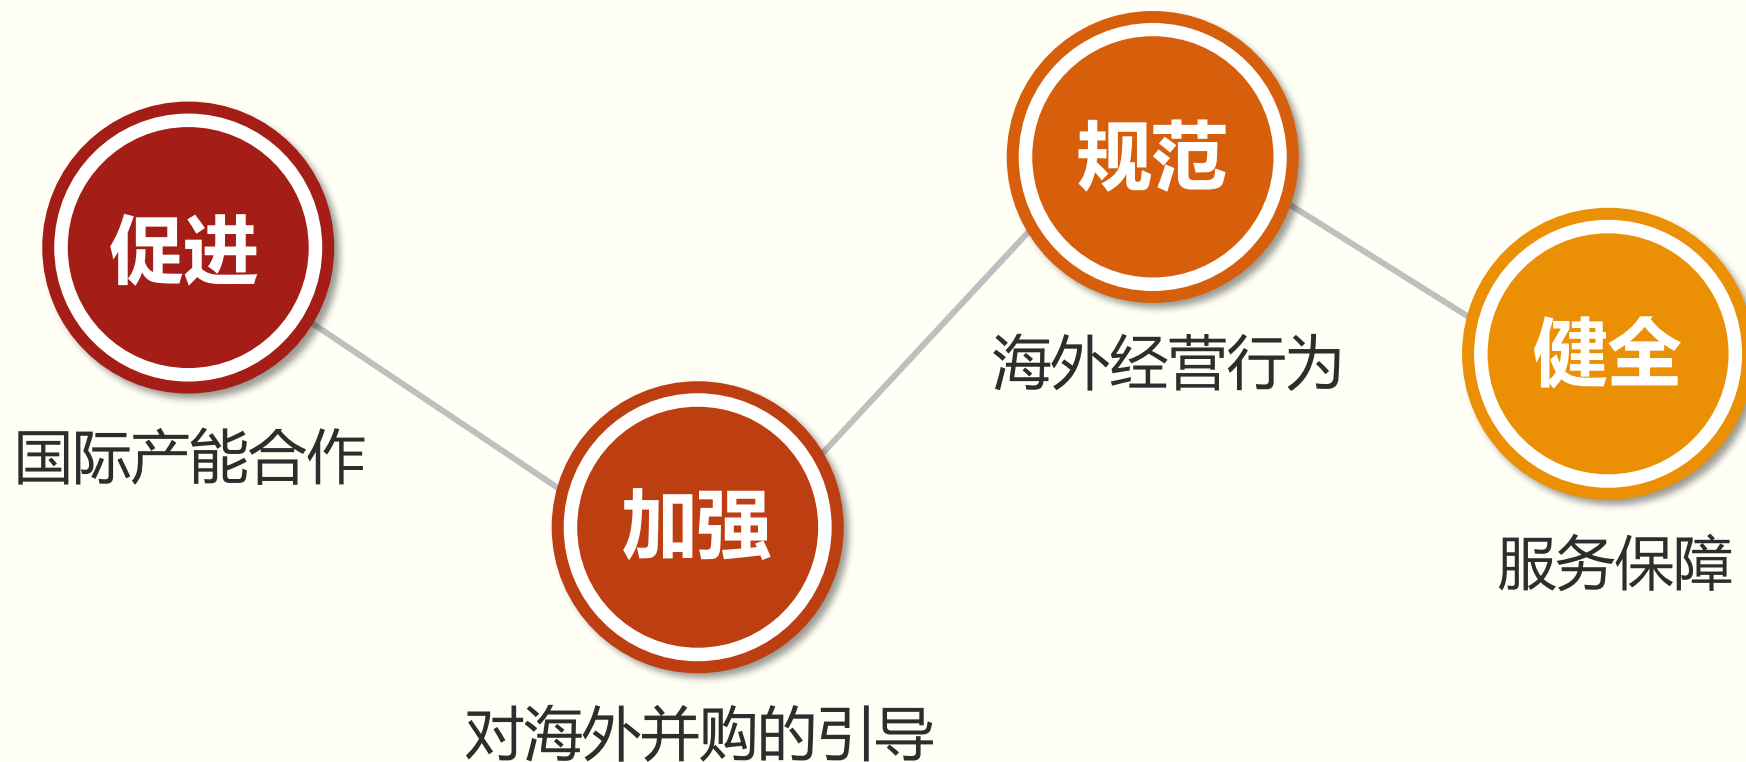 促进
国际产能合作
加强
对海外并购的引导
规范
海外经营行为
健全
服务保障